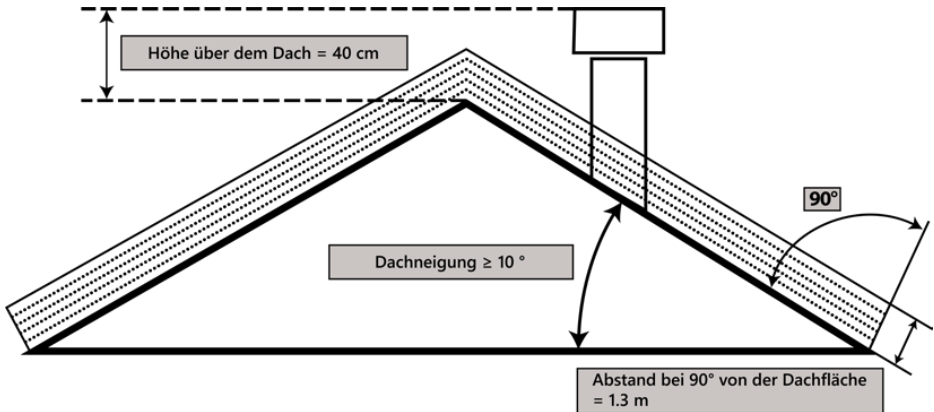 Höhe über dem Dach = 40 cm
90°
Dachneigung ≥ 10 °
Abstand bei 90° von der Dachfläche
= 1.3 m